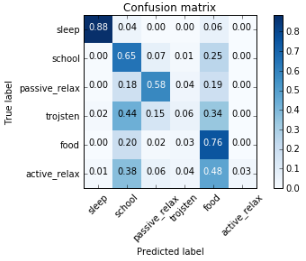 Confusion matrix
sleep 0.88 0.04 0.00 0.00 0.06 0.00
school 0.00 0.65 0.07 0.01 0.25 0.00
passive_relax 0.00 0.18 0.58 0.04 0.19 0.00
trojsten 0.02 0.44 0.15 0.06 0.34 0.00
food 0.00 0.20 0.02 0.03 0.76 0.00
active_relax 0.01 0.38 0.06 0.04 0.48 0.03
True label
sleep school passive_relax trojsten food active_relax
Predicted label
0.8
0.7
0.6
0.5
0.4
0.3
0.2
0.1
0.0